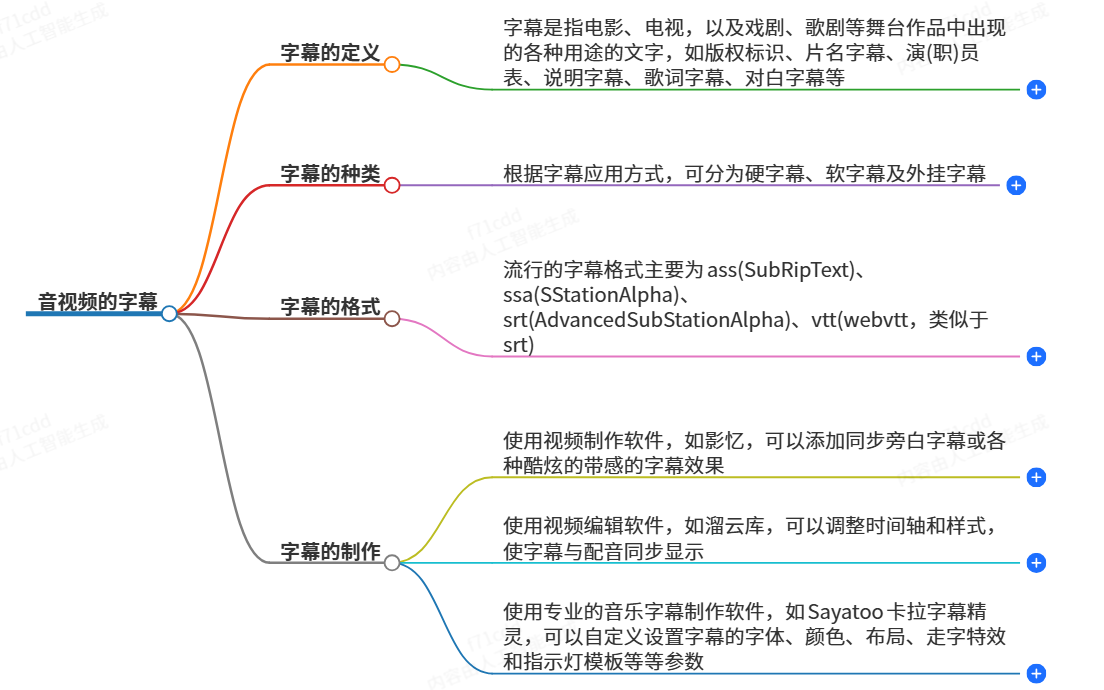 字幕的定义
字幕是指电影、电视，以及戏剧、歌剧等舞台作品中出现
的各种用途的文字，如版权标识、片名字幕、演(职)员
表、说明字幕、歌词字幕、对白字幕等
字幕的种类
根据字幕应用方式，可分为硬字幕、软字幕及外挂字幕
音视频的字幕
字幕的格式
流行的字幕格式主要为ass(SubRipText)、
ssa(SStationAlpha)、
srt(AdvancedSubStationAlpha)、vtt(webvtt，类似于
srt)
字幕的制作
使用视频制作软件，如影忆，可以添加同步旁白字幕或各
种酷炫的带感的字幕效果
使用视频编辑软件，如溜云库，可以调整时间轴和样式，
使字幕与配音同步显示
使用专业的音乐字幕制作软件，如Sayatoo卡拉字幕精
灵，可以自定义设置字幕的字体、颜色、布局、走字特效
和指示灯模板等等参数
f71cdd
内容由人工智能生成